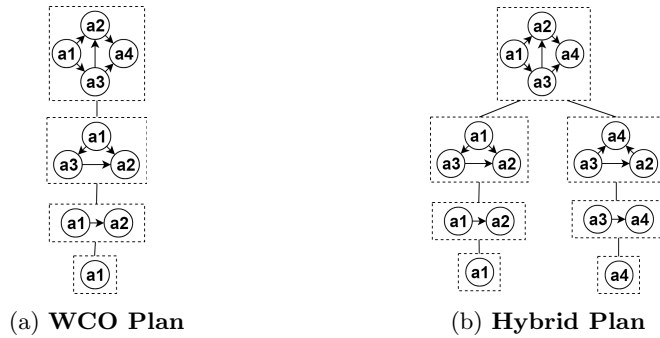 a2
a1 a4
a3
a1
a3 a2
a1 a2
a1
(a) WCO Plan
a2
a1 a4
a3
a1
a3 a2
a1 a2
a1
a4
a3 a2
a3 a4
a4
(b) Hybrid Plan